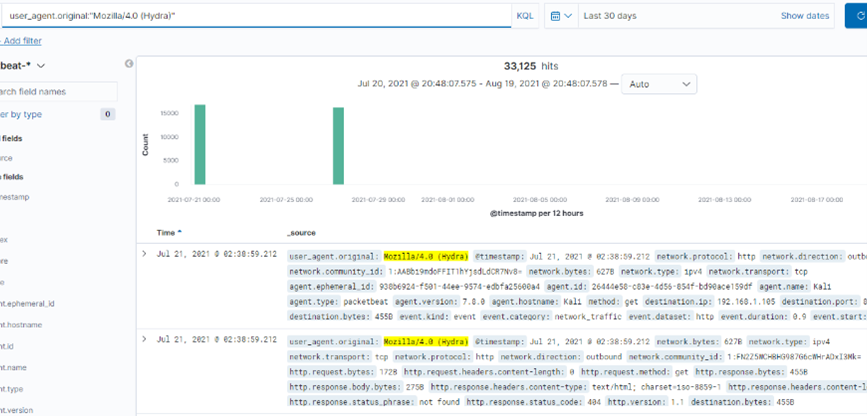 user_agent.original:"Mozilla/4.0 (Hydra)" KQL Last 30 days Show dates
Add filter
beat-*
33,125 hits
Jul 20, 2021 @ 20:48:07.575 - Aug 19, 2021 @ 20:48:07.578 — Auto
arch field names
er by type 0
fields
rce
fields
mestamp
ex
re
e
nt.ephemeral_id
nt.hostname
nt.id
nt.name
nt.type
nt.version
Count
15000
10000
5000
0
2021-07-21 00:00 2021-07-25 00:00 2021-07-29 00:00 2021-08-01 00:00 2021-08-05 00:00 2021-08-09 00:00 2021-08-13 00:00 2021-08-17 00:00
@timestamp per 12 hours
Time _source
Jul 21, 2021 @ 02:38:59.212 user_agent.original: Mozilla/4.0 (Hydra) @timestamp: Jul 21, 2021 @ 02:38:59.212 network.protocol: http network.direction: outbo
network.community_id: network.bytes: 627B network.type: ipv4 network.transport: tcp
agent.ephemeral_id: 938b6924-f501-44ee-9574-edbfa25600a4 agent.id: 26444e58-c83e-4d56-854f-bd90ace159df agent.name: Kali
agent.type: packetbeat agent.version: 7.8.0 agent.hostname: Kali method: get destination.ip: 192.168.1.105 destination.port: 8
destination.bytes: 455B event.kind: event event.category: network_traffic event.dataset: http event.duration: 0.9 event.start:
Jul 21, 2021 @ 02:38:59.212 user_agent.original: Mozilla/4.0 (Hydra) @timestamp: Jul 21, 2021 @ 02:38:59.212 network.bytes: 627B network.type: ipv4
network.transport: tcp network.protocol: http network.direction: outbound network.community_id:
http.request.bytes: 172B http.request.headers.content-length: 0 http.request.method: get http.response.bytes: 455B
http.response.body.bytes: 275B http.response.headers.content-type: text/html; charset=iso-8859-1 http.response.headers.content-l
http.response.status_phrase: not found http.response.status_code: 404 http.version: 1.1 destination.bytes: 455B